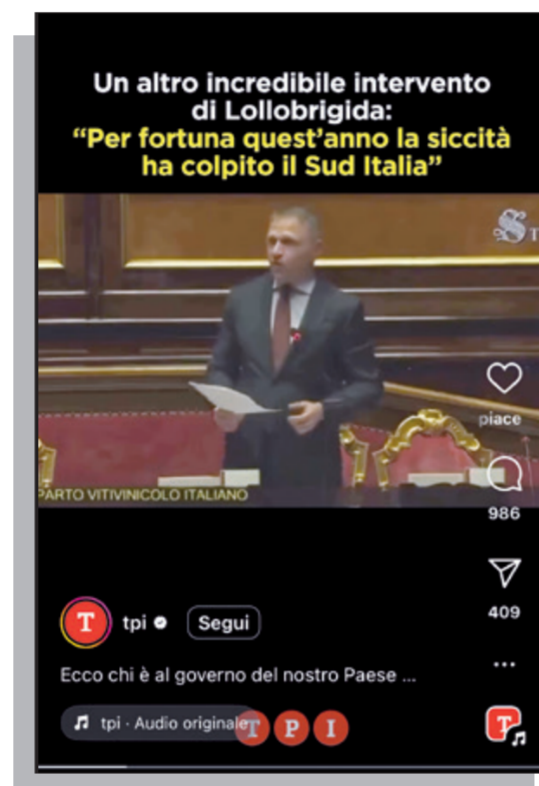 Un altro incredibile intervento
di Lollobrigida:
“Per fortuna quest’anno la siccità
ha colpito il Sud Italia”
S
piace
PARTO VITIVINICOLO ITALIANO
986
T tpi Segui
409
Ecco chi è al governo del nostro Paese ...
tpi · Audio originale
T P I
T